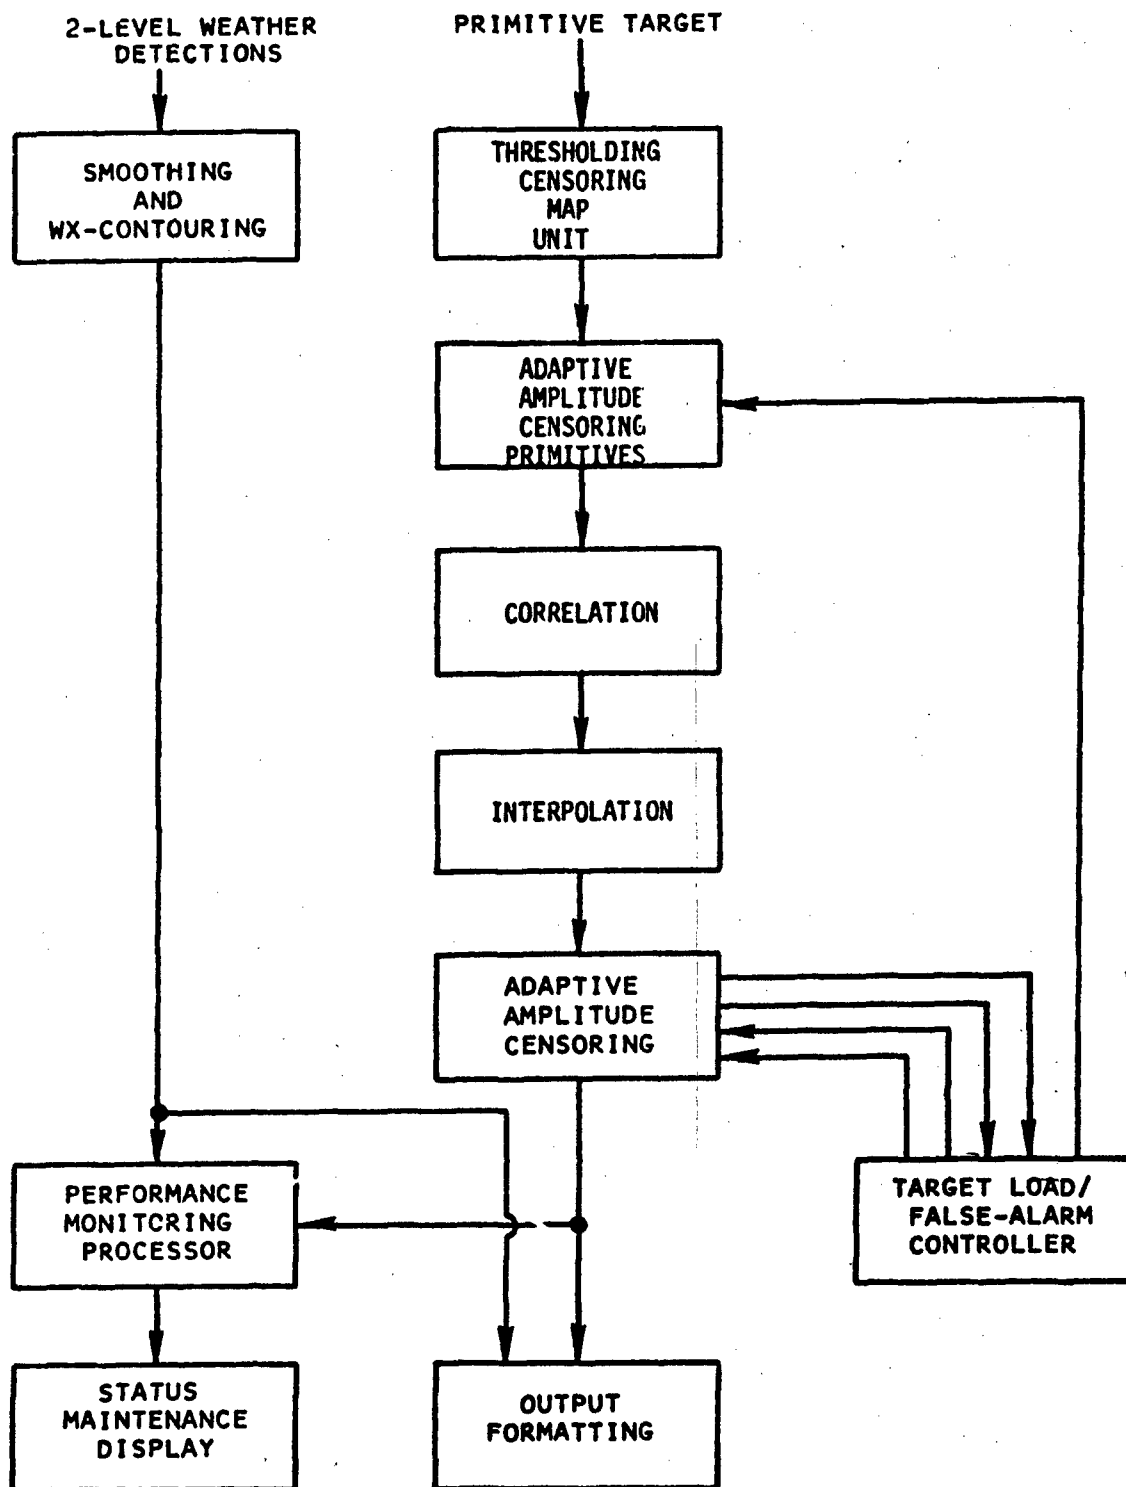 2-LEVEL WEATHER
DETECTIONS
PRIMITIVE TARGET
SMOOTHING
AND
WX-CONTOURING
THRESHOLDING
CENSORING
MAP
UNIT
ADAPTIVE
AMPLITUDE
CENSORING
PRIMITIVES
CORRELATION
INTERPOLATION
ADAPTIVE
AMPLITUDE
CENSORING
PERFORMANCE
MONITORING
PROCESSOR
TARGET LOAD/
FALSE-ALARM
CONTROLLER
STATUS
MAINTENANCE
DISPLAY
OUTPUT
FORMATTING